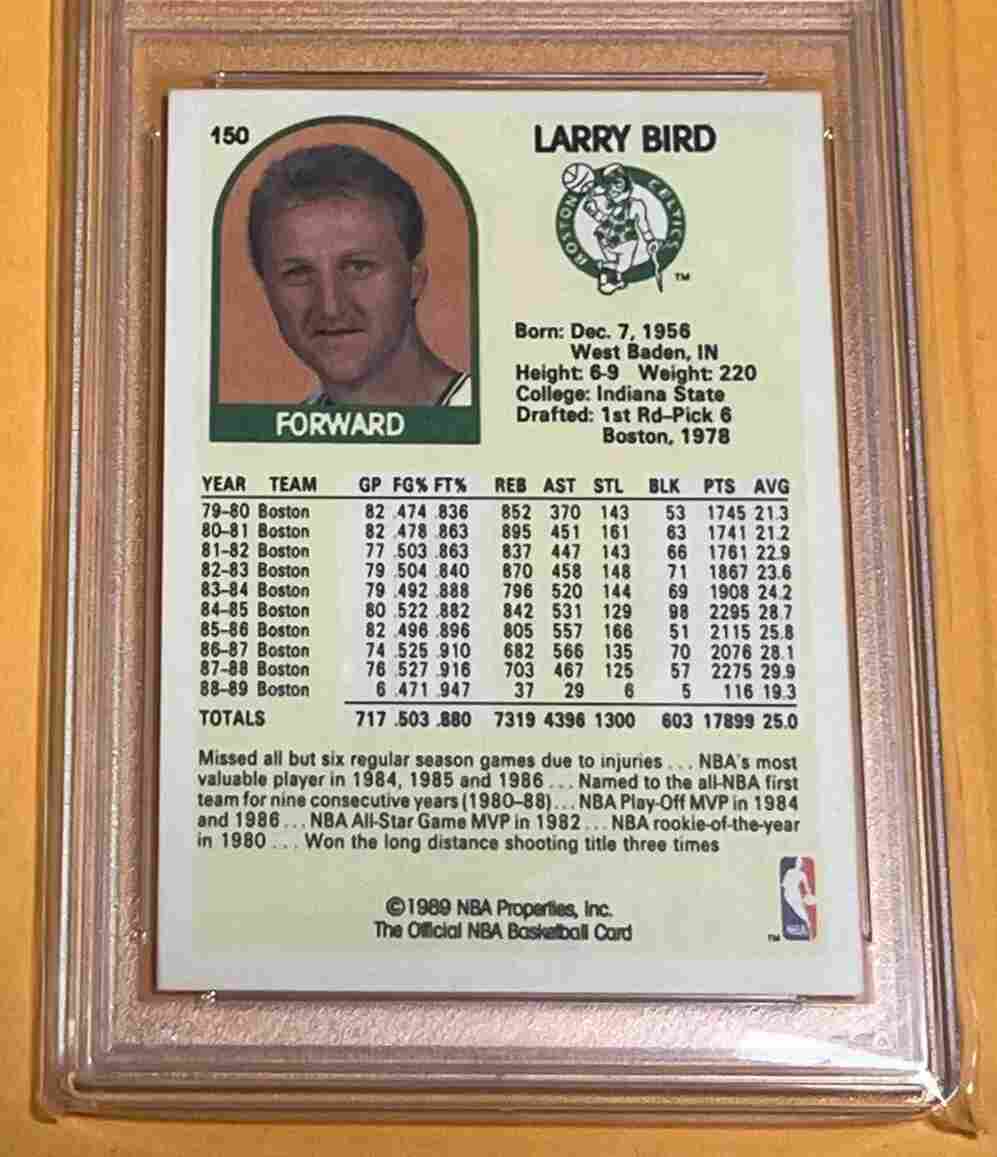 150
LARRY BIRD
BOSTON CELTICS
TM
Born: Dec. 7, 1956
West Baden, IN
Height: 6-9 Weight: 220
College: Indiana State
Drafted: 1st Rd-Pick 6
Boston, 1978
FORWARD
YEAR TEAM GP FG% FT% REB AST STL BLK PTS AVG
79-80 Boston 82 .474 .836 852 370 143 53 1745 21.3
80-81 Boston 82 .478 .863 895 451 161 63 1741 21.2
81-82 Boston 77 .503 .863 837 447 143 66 1761 22.9
82-83 Boston 79 .504 .840 870 458 148 71 1867 23.6
83-84 Boston 79 .492 .888 796 520 144 69 1908 24.2
84-85 Boston 80 .522 .882 842 531 129 98 2295 28.7
85-86 Boston 82 .496 .896 805 557 166 51 2115 25.8
86-87 Boston 74 .525 .910 682 566 135 70 2076 28.1
87-88 Boston 76 .527 .916 703 467 125 57 2275 29.9
88-89 Boston 6 .471 .947 37 29 6 5 116 19.3
TOTALS 717 .503 .880 7319 4396 1300 603 17899 25.0
Missed all but six regular season games due to injuries ... NBA's most
valuable player in 1984, 1985 and 1986 ... Named to the all-NBA first
team for nine consecutive years (1980-88) ... NBA Play-Off MVP in 1984
and 1986 ... NBA All-Star Game MVP in 1982 ... NBA rookie-of-the-year
in 1980 ... Won the long distance shooting title three times
©1989 NBA Properties, Inc.
The Official NBA Basketball Card
NBA
TM